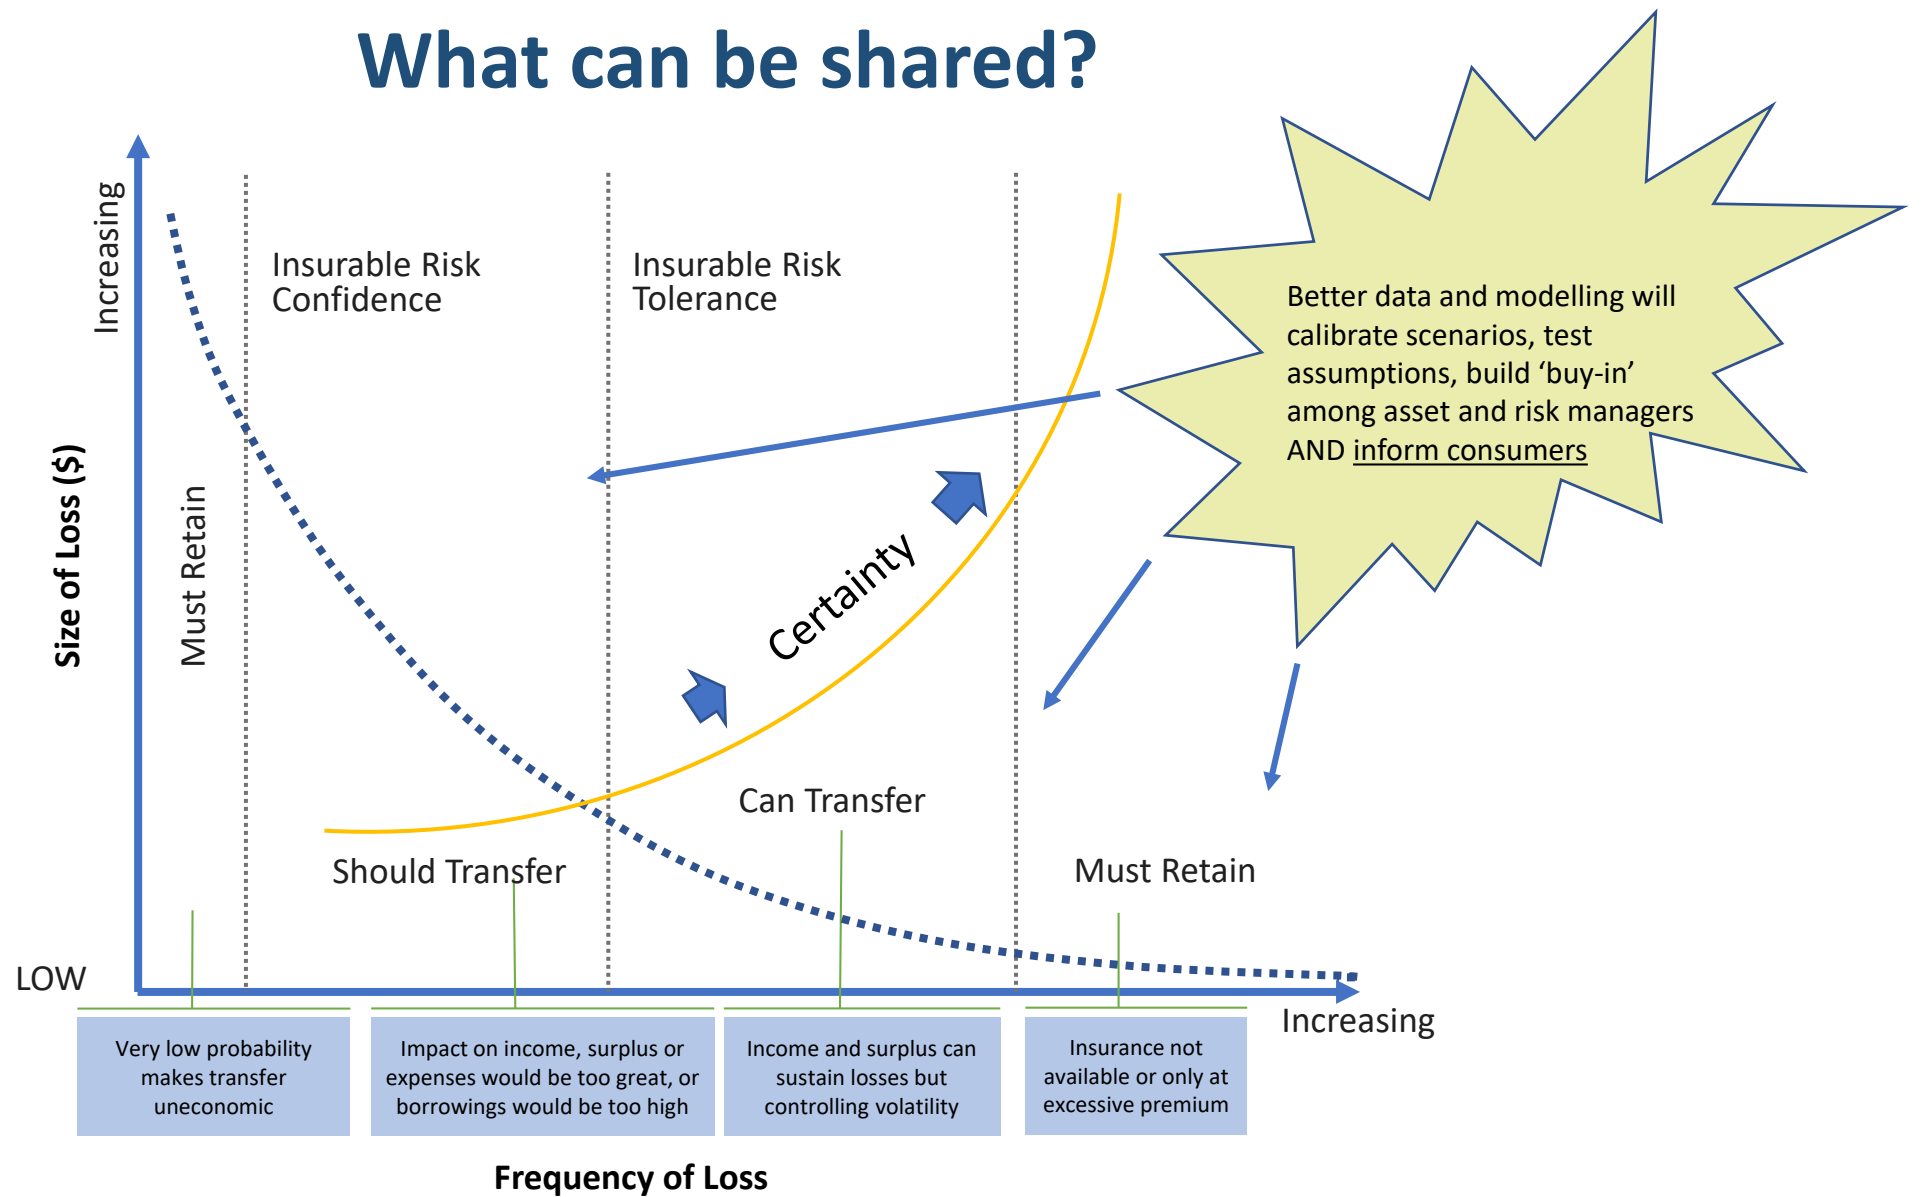 What can be shared?
Increasing
Size of Loss ($)
LOW
Must Retain
Insurable Risk
Confidence
Insurable Risk
Tolerance
Certainty
Should Transfer
Can Transfer
Must Retain
Better data and modelling will
calibrate scenarios, test
assumptions, build ‘buy-in’
among asset and risk managers
AND inform consumers
Increasing
Very low probability
makes transfer
uneconomic
Impact on income, surplus or
expenses would be too great, or
borrowings would be too high
Income and surplus can
sustain losses but
controlling volatility
Insurance not
available or only at
excessive premium
Frequency of Loss